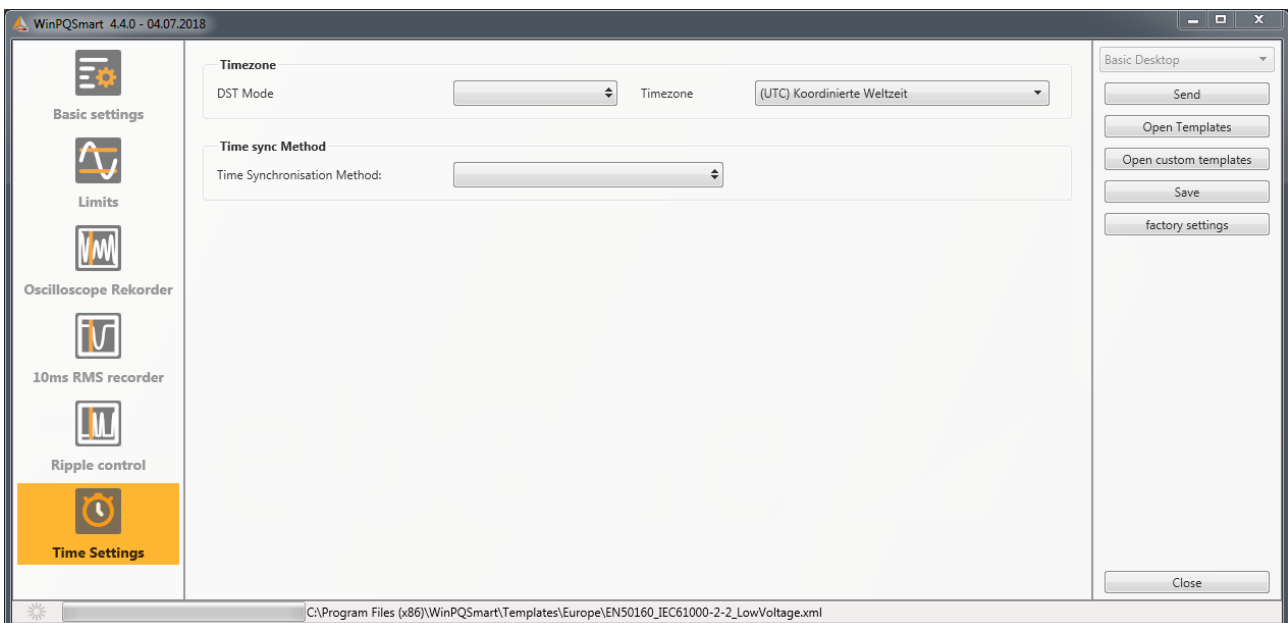 WinPQSmart 4.4.0 - 04.07.2018
Basic settings
Limits
Oscilloscope Rekorder
10ms RMS recorder
Ripple control
Time Settings
Timezone
DST Mode
Timezone
(UTC) Koordinierte Weltzeit
Time sync Method
Time Synchronisation Method:
Basic Desktop
Send
Open Templates
Open custom templates
Save
factory settings
Close
C:\Program Files (x86)\WinPQSmart\Templates\Europe\EN50160_IEC61000-2-2_LowVoltage.xml